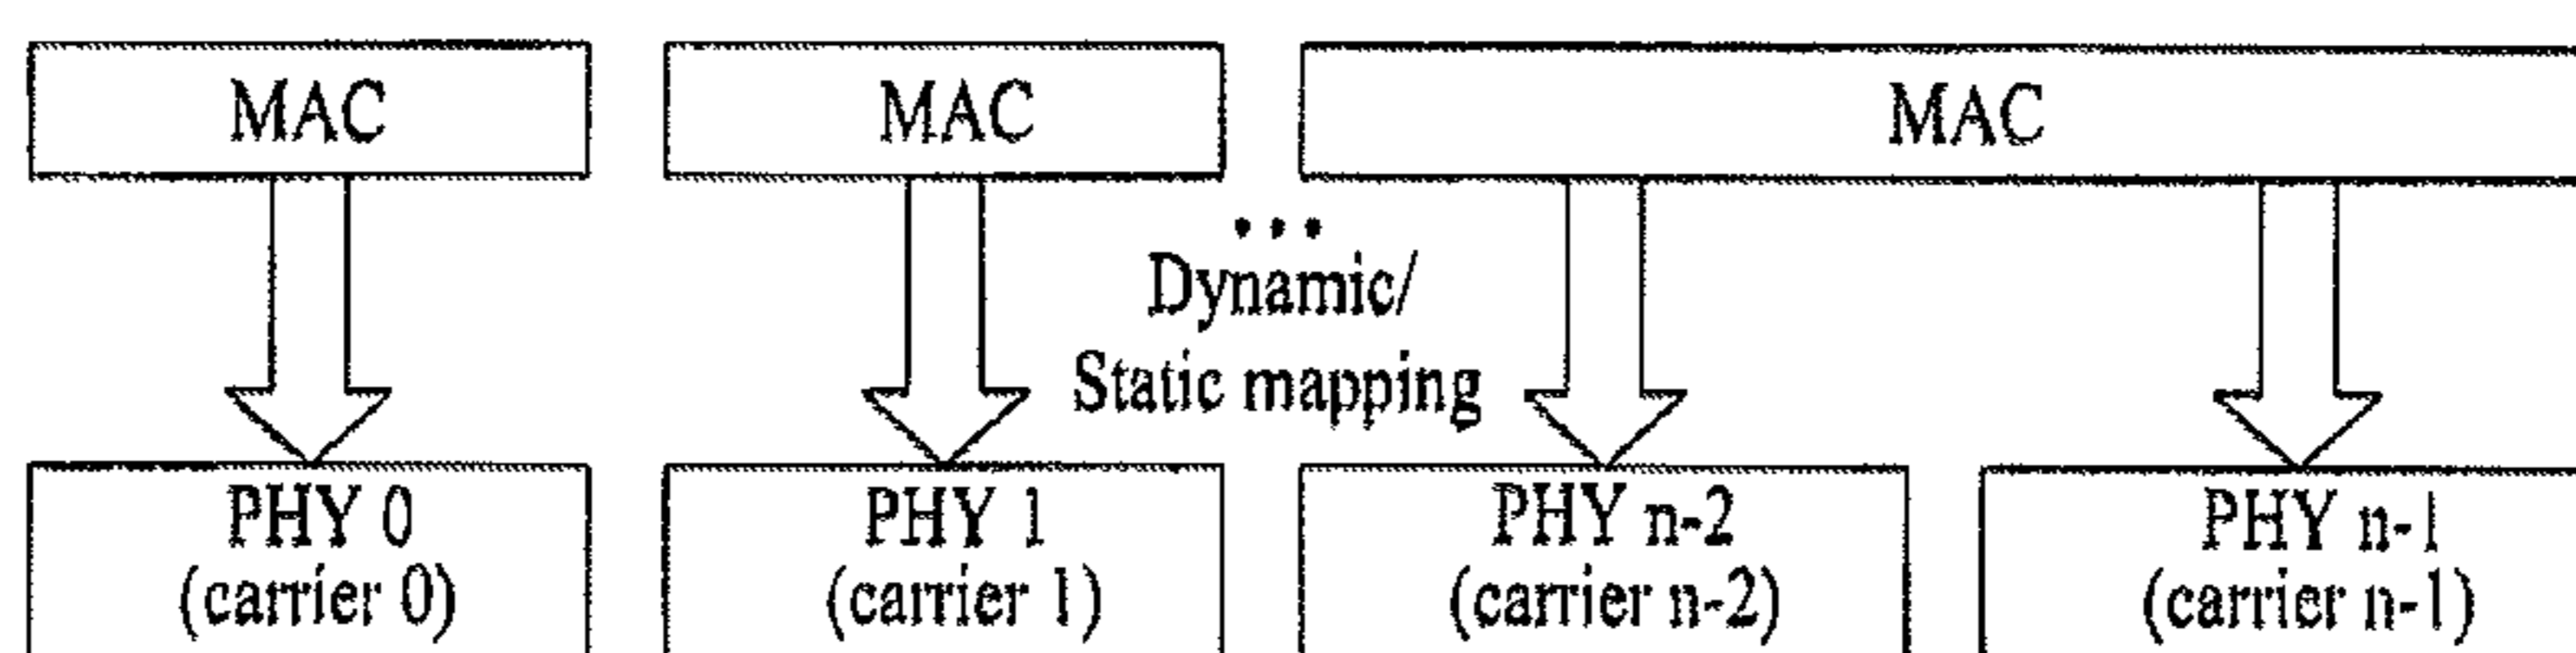 MAC
MAC
MAC
• • •
Dynamic/
Static mapping
PHY 0
(carrier 0)
PHY 1
(carrier 1)
PHY n-2
(carrier n-2)
PHY n-1
(carrier n-1)